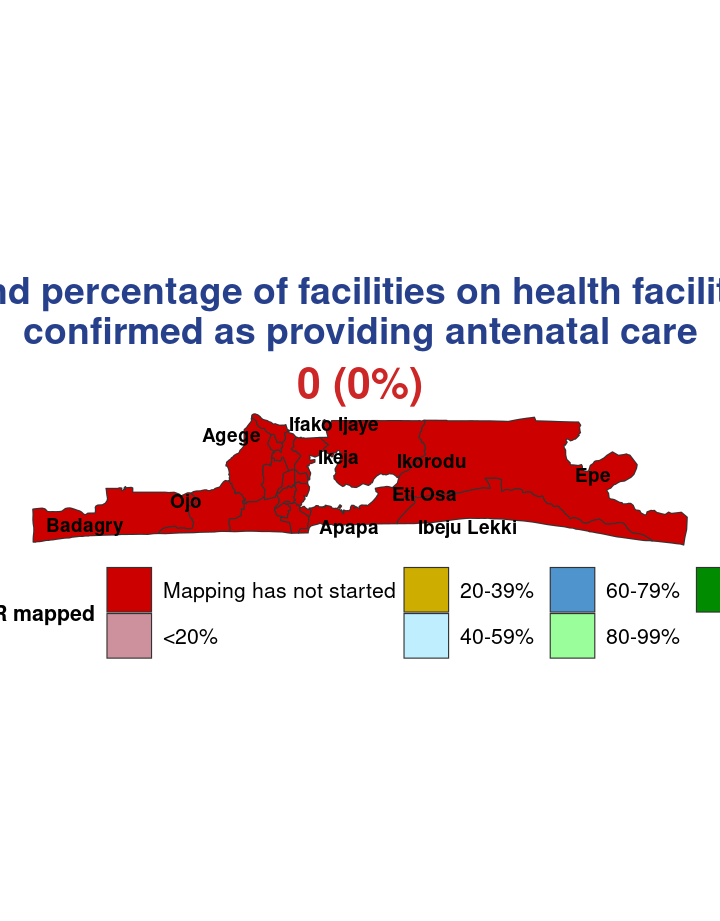 percentage of facilities on health
confirmed as providing antenatal care
0 (0%)
Ifako Ijaye
Agege
Ikeja
Ikorodu
Epe
Eti Osa
Ojo
Badagry
Apapa
Ibeju Lekki
mapped
Mapping has not started
20-39%
60-79%
<20%
40-59%
80-99%